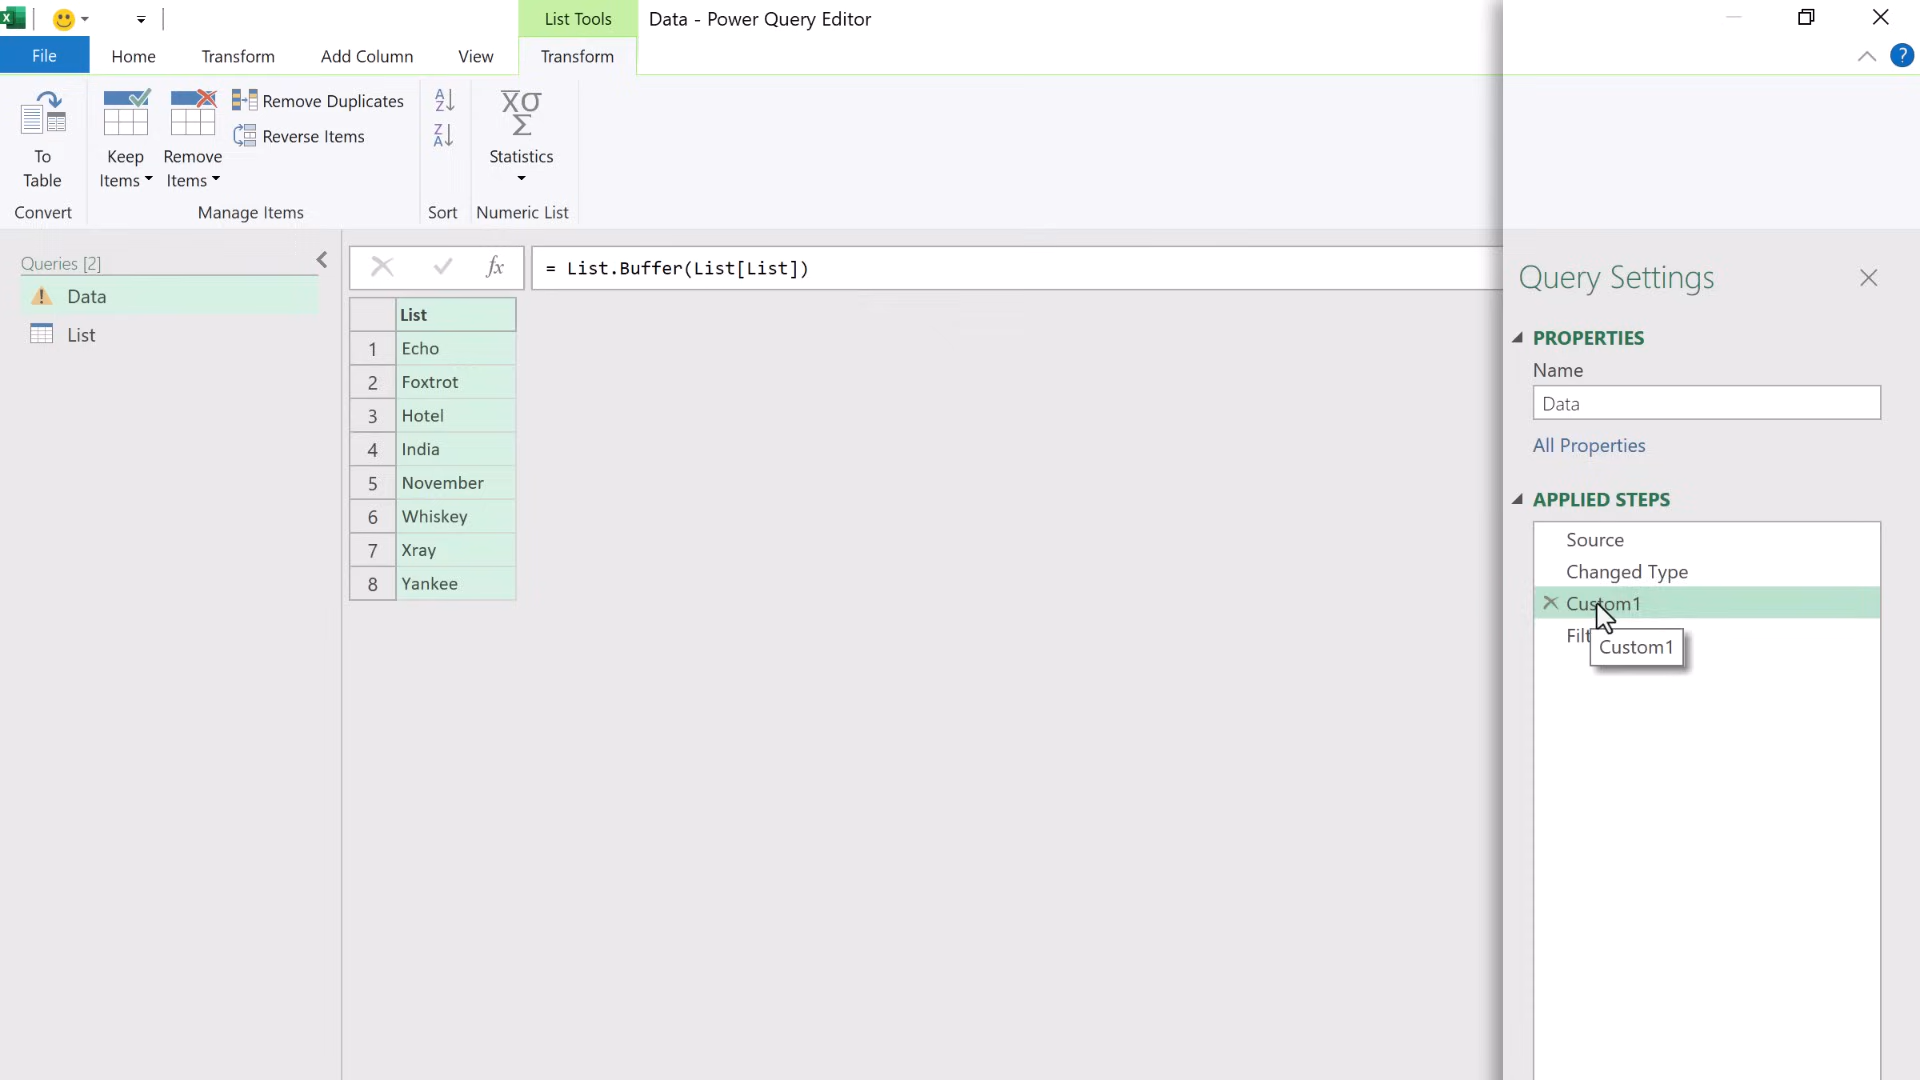 List Tools
Data - Power Query Editor
File
Home
Transform
Add Column
View
Transform
To
Table
Keep
Items
Remove
Items
Remove Duplicates
Reverse Items
A
Z
Z
A
X̅σ
Σ
Statistics
Convert
Manage Items
Sort
Numeric List
Queries [2]
Data
List
fx
= List.Buffer(List[List])
List
1 Echo
2 Foxtrot
3 Hotel
4 India
5 November
6 Whiskey
7 Xray
8 Yankee
Query Settings
PROPERTIES
Name
Data
All Properties
APPLIED STEPS
Source
Changed Type
Custom1
Filt
Custom1